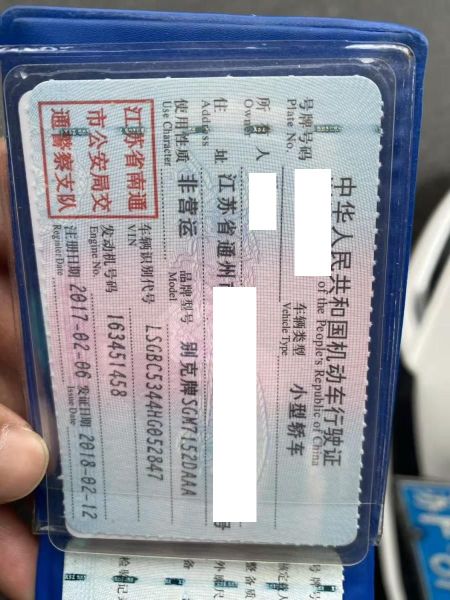 中华人民共和国机动车行驶证
of the People's Republic of China
号牌号码
Plate No.
车辆类型 小型轿车
Vehicle Type
所 人
Owner
住 址 江苏省通州
Address
使用性质 非营运 品牌型号 别克牌SGM7152DAAA
Use Character Model
江苏省南通
市公安局交
通警察支队
车辆识别代号 LSGBC5344HG052847
VIN
发动机号码 163451458
Engine No.
注册日期 2017-02-06 发证日期 2018-02-12
Register Date Issue Date
号牌号